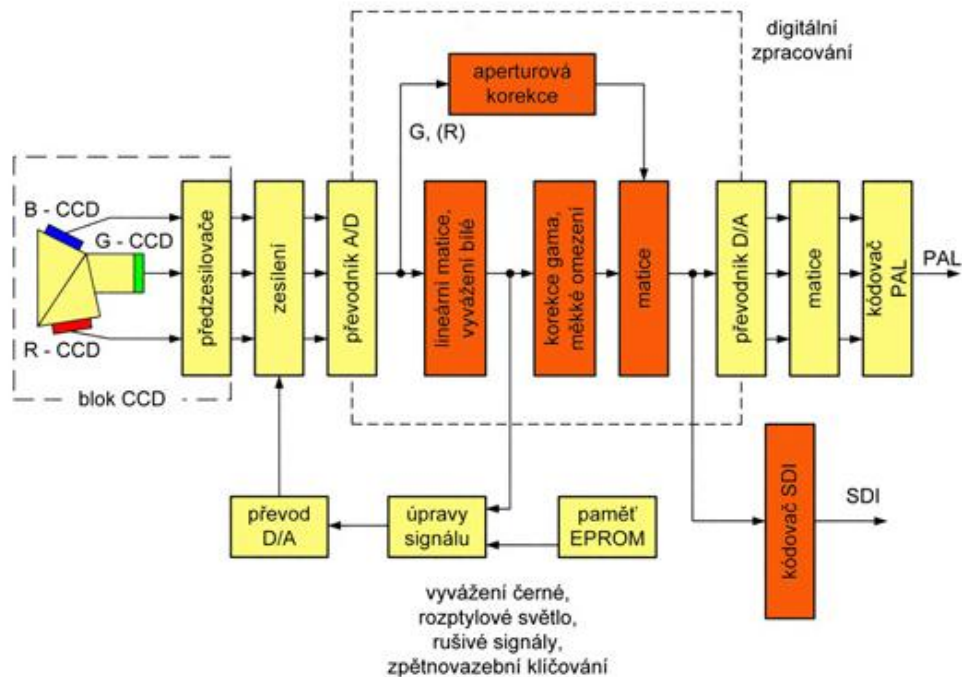 digitální
zpracování
aperturová
korekce
G, (R)
B - CCD
G - CCD
R - CCD
blok CCD
předzesilovače
zesílení
převodník A/D
lineární matice,
vyvážení bílé
korekce gama,
měkké omezení
matice
převodník D/A
matice
kódovač
PAL
PAL
převod
D/A
úpravy
signálu
paměť
EPROM
kódovač SDI
SDI
vyvážení černé,
rozptylové světlo,
rušivé signály,
zpětnovazební klíčování